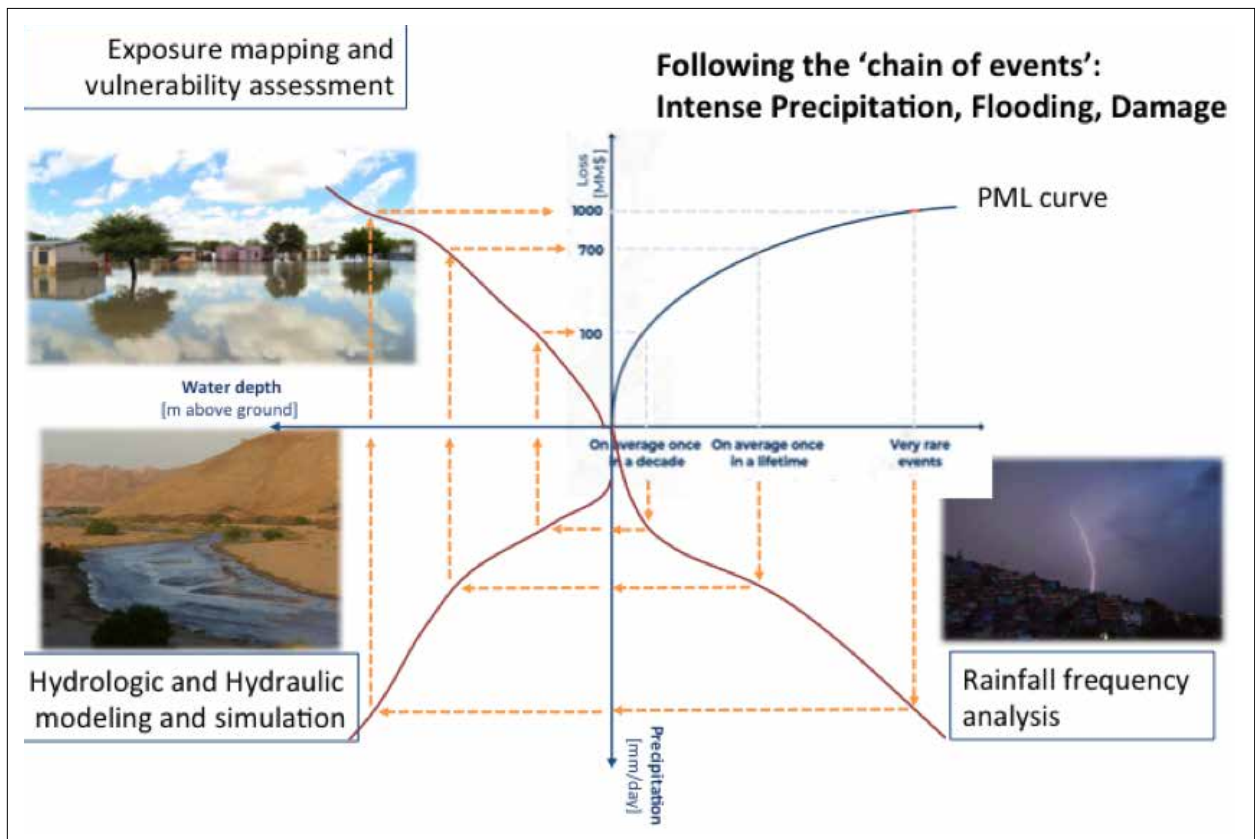 Exposure mapping and
vulnerability assessment
Following the ‘chain of events’:
Intense Precipitation, Flooding, Damage
Loss
[MM$]
PML curve
1000
700
100
Water depth
[m above ground]
On average once
in a decade
On average once
in a lifetime
Very rare
events
Hydrologic and Hydraulic
modeling and simulation
Rainfall frequency
analysis
Precipitation
[mm/day]